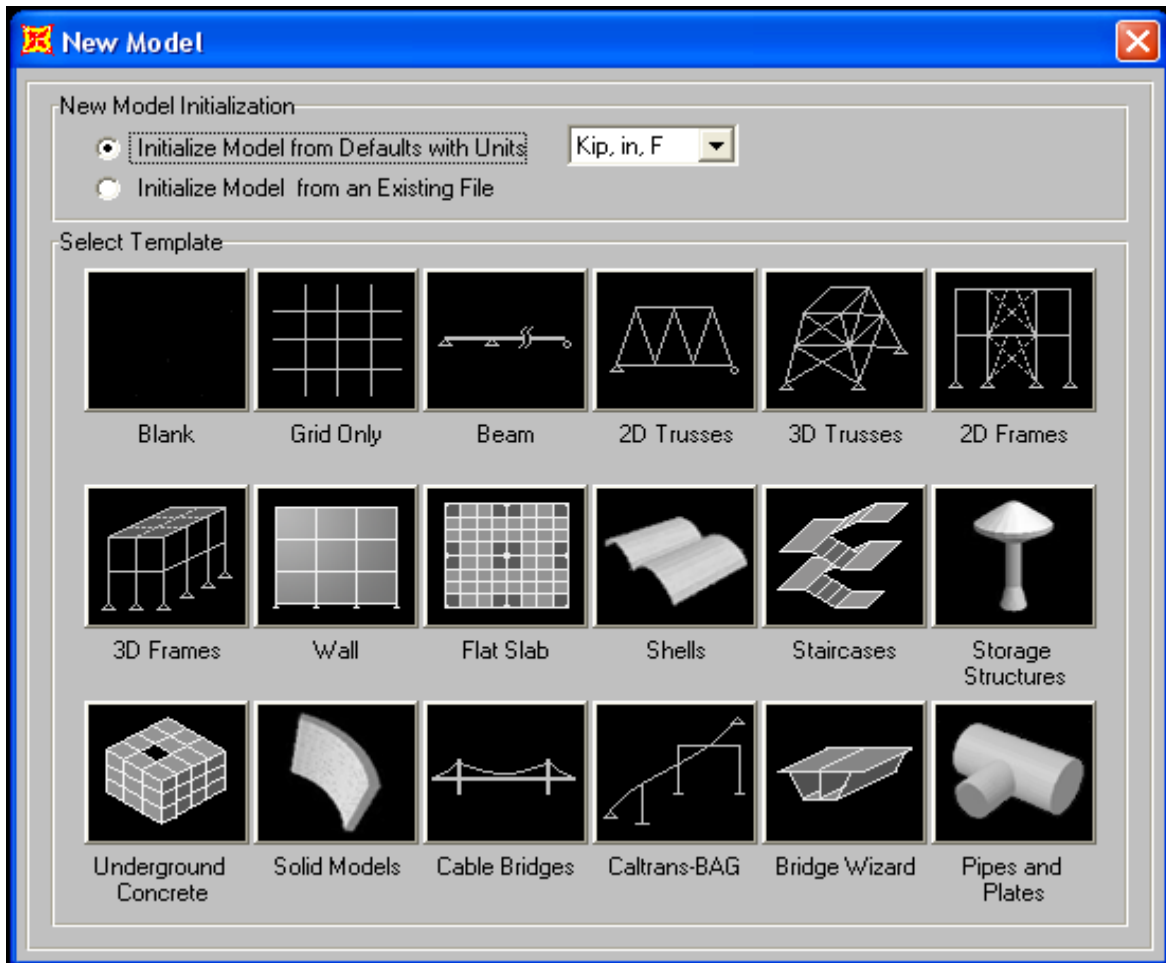 New Model
New Model Initialization
Initialize Model from Defaults with Units
Kip, in, F
Initialize Model from an Existing File
Select Template
Blank
Grid Only
Beam
2D Trusses
3D Trusses
2D Frames
3D Frames
Wall
Flat Slab
Shells
Staircases
Storage
Structures
Underground
Concrete
Solid Models
Cable Bridges
Caltrans-BAG
Bridge Wizard
Pipes and
Plates